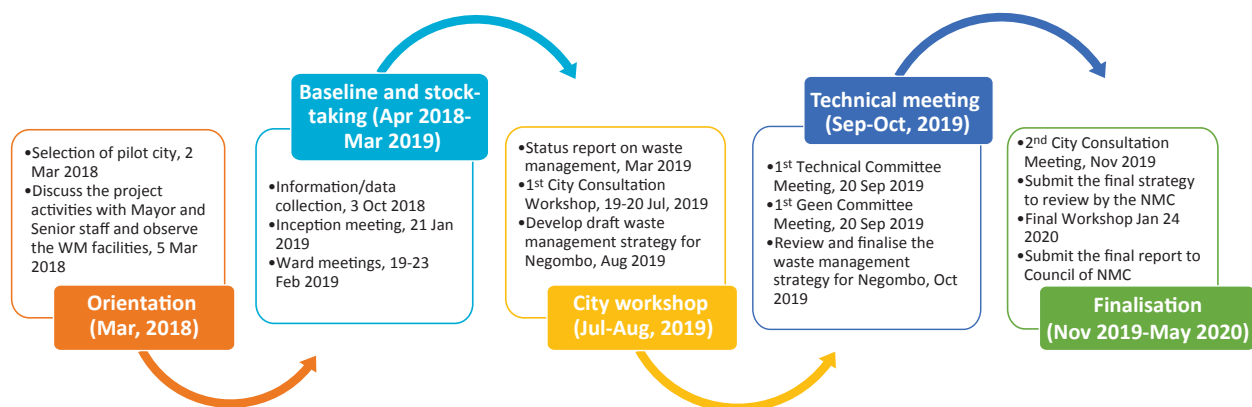 •Selection of pilot city, 2
Mar 2018
•Discuss the project
activities with Mayor and
Senior staff and observe
the WM facilities, 5 Mar
2018
Orientation
(Mar, 2018)
Baseline and stock-
taking (Apr 2018-
Mar 2019)
•Information/data
collection, 3 Oct 2018
•Inception meeting, 21 Jan
2019
•Ward meetings, 19-23
Feb 2019
•Status report on waste
management, Mar 2019
•1st City Consultation
Workshop, 19-20 Jul, 2019
•Develop draft waste
management strategy for
Negombo, Aug 2019
City workshop
(Jul-Aug, 2019)
Technical meeting
(Sep-Oct, 2019)
•1st Technical Committee
Meeting, 20 Sep 2019
•1st Geen Committee
Meeting, 20 Sep 2019
•Review and finalise the
waste management
strategy for Negombo, Oct
2019
•2nd City Consultation
Meeting, Nov 2019
•Submit the final strategy
to review by the NMC
•Final Workshop Jan 24
2020
•Submit the final report to
Council of NMC
Finalisation
(Nov 2019-May 2020)